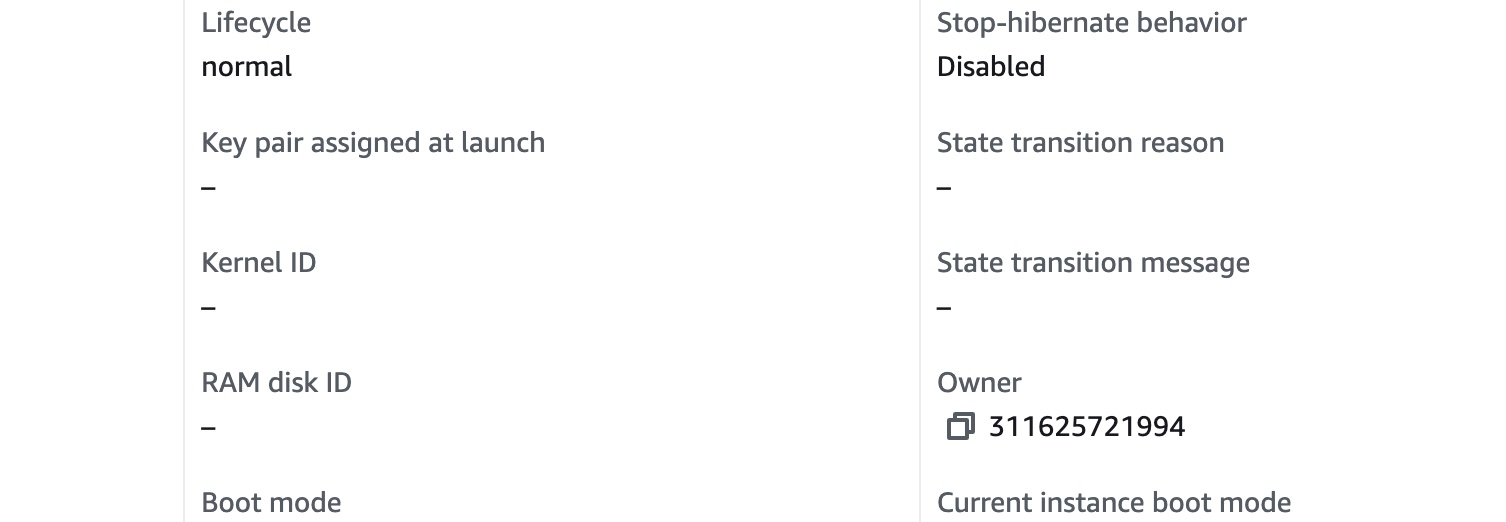 Lifecycle
normal
Key pair assigned at launch
–
Kernel ID
–
RAM disk ID
–
Boot mode
Stop-hibernate behavior
Disabled
State transition reason
–
State transition message
–
Owner
311625721994
Current instance boot mode